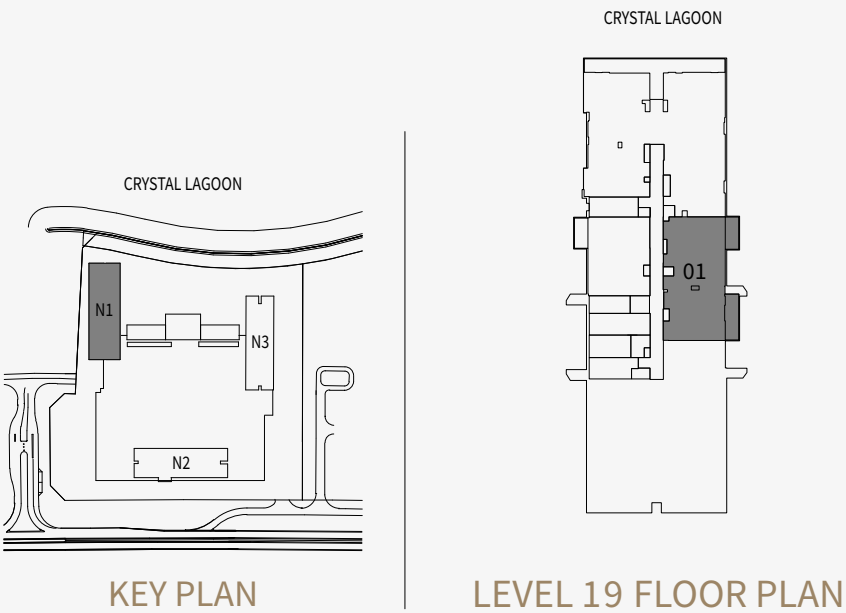 CRYSTAL LAGOON
N1
N3
N2
KEY PLAN
CRYSTAL LAGOON
01
LEVEL 19 FLOOR PLAN